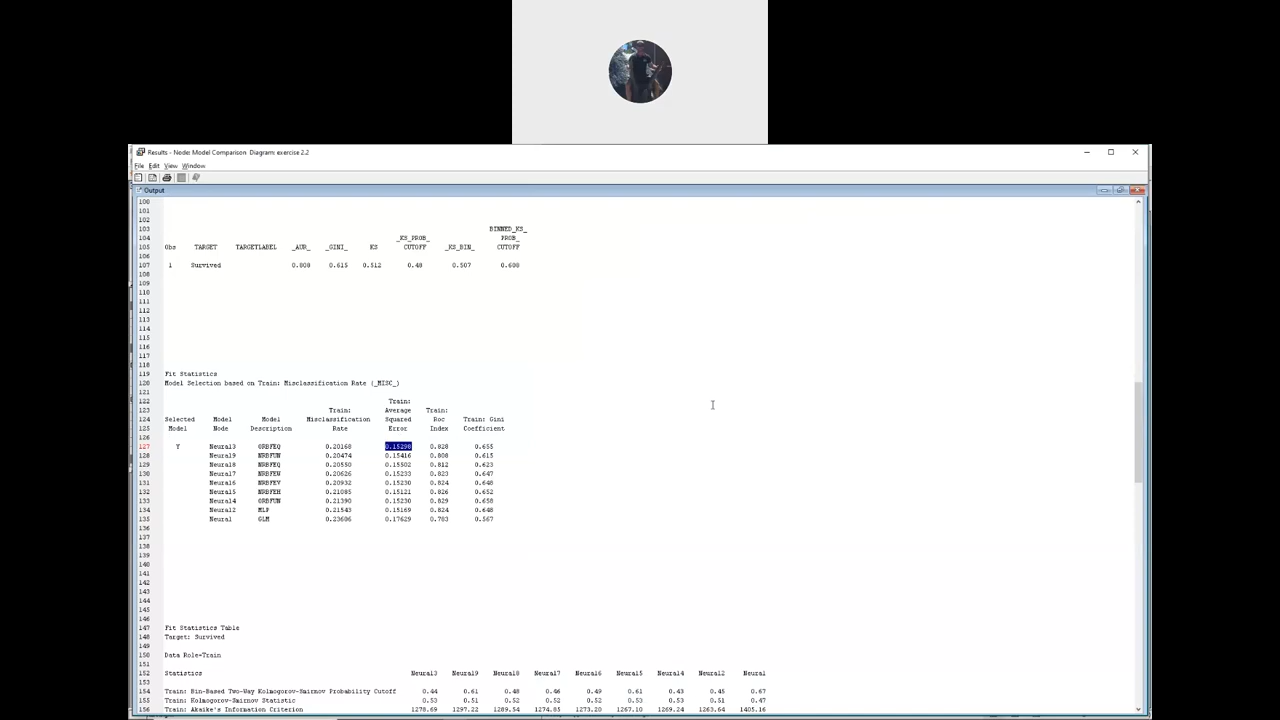 Results - Node: Model Comparison Diagram: exercise 2.2
File Edit View Window
Output
100
101
102
103 BINNED_KS_
104 _KS_PROB_ PROB_
105 Obs TARGET TARGETLABEL _AUR_ _GINI_ KS CUTOFF _KS_BIN_ CUTOFF
106
107 1 Survived 0.808 0.615 0.512 0.48 0.507 0.608
108
109
110
111
112
113
114
115
116
117
118
119 Fit Statistics
120 Model Selection based on Train: Misclassification Rate (_MISC_)
121
122 Train:
123 Train: Average Train:
124 Selected Model Model Misclassification Squared Roc Train: Gini
125 Model Node Description Rate Error Index Coefficient
126
127 Y Neural3 ORBFEQ 0.20168 0.15298 0.828 0.655
128 Neural9 NRBFUN 0.20474 0.15416 0.808 0.615
129 Neural8 NRBFEQ 0.20550 0.15502 0.812 0.623
130 Neural7 NRBFEW 0.20626 0.15233 0.823 0.647
131 Neural6 NRBFEV 0.20932 0.15230 0.824 0.648
132 Neural5 NRBFEH 0.21085 0.15121 0.826 0.652
133 Neural4 ORBFUN 0.21390 0.15230 0.829 0.658
134 Neural2 MLP 0.21543 0.15169 0.824 0.648
135 Neural GLM 0.23606 0.17629 0.783 0.567
136
137
138
139
140
141
142
143
144
145
146
147 Fit Statistics Table
148 Target: Survived
149
150 Data Role=Train
151
152 Statistics Neural3 Neural9 Neural8 Neural7 Neural6 Neural5 Neural4 Neural2 Neural
153
154 Train: Bin-Based Two-Way Kolmogorov-Smirnov Probability Cutoff 0.44 0.61 0.48 0.46 0.49 0.61 0.43 0.45 0.67
155 Train: Kolmogorov-Smirnov Statistic 0.53 0.51 0.52 0.52 0.52 0.53 0.53 0.51 0.47
156 Train: Akaike's Information Criterion 1278.69 1297.22 1289.54 1274.85 1273.20 1267.10 1269.24 1263.64 1405.16